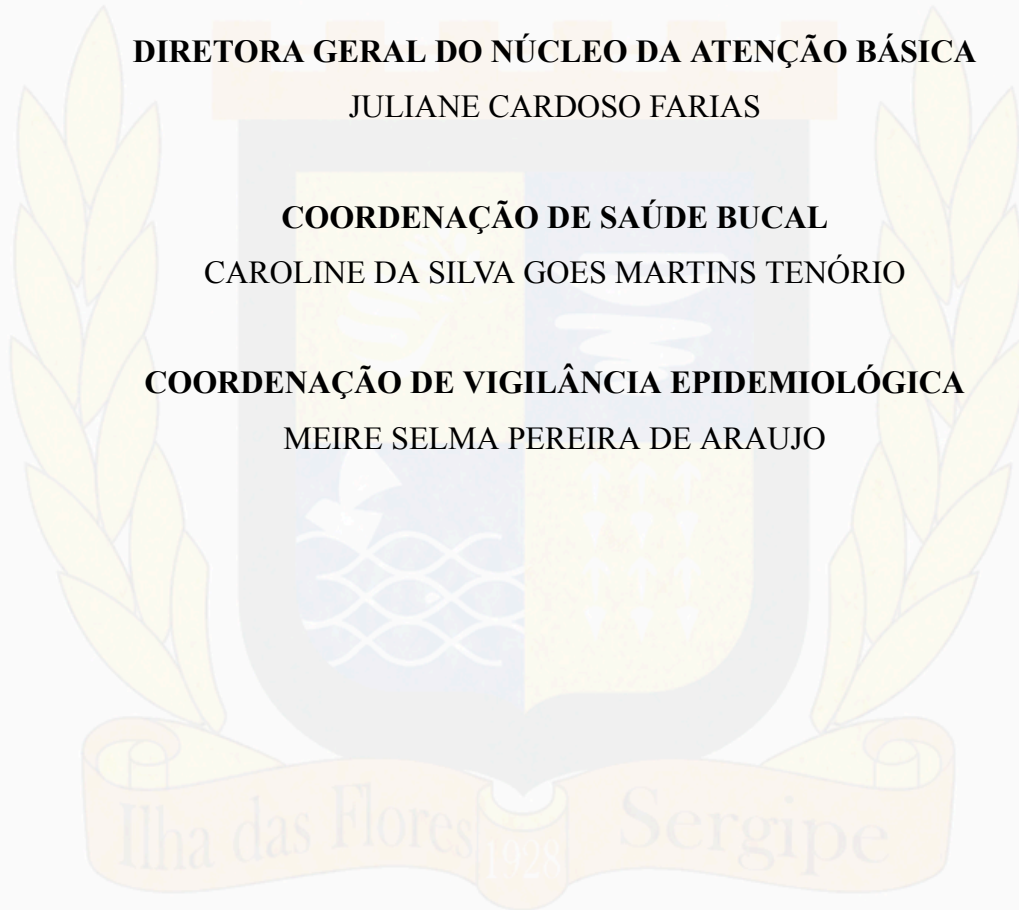 DIRETORA GERAL DO NÚCLEO DA ATENÇÃO BÁSICA
JULIANE CARDOSO FARIAS
COORDENAÇÃO DE SAÚDE BUCAL
CAROLINE DA SILVA GOES MARTINS TENÓRIO
COORDENAÇÃO DE VIGILÂNCIA EPIDEMIOLÓGICA
MEIRE SELMA PEREIRA DE ARAUJO
Ilha das Flores 1928 Sergipe